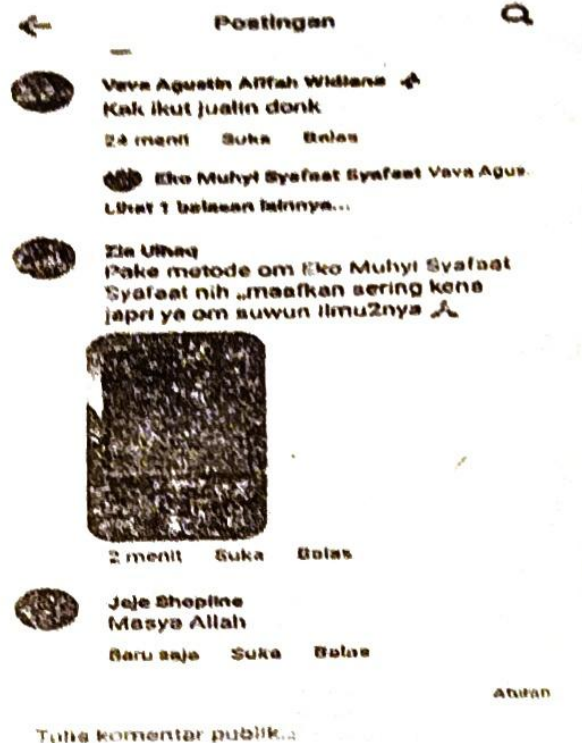 Postingan
Vava Agustin Alifah Widiana
Kak ikut jualin donk
24 menit Suka Balas
Eko Muhyi Syafaat Syafaat Vava Agus.
Lihat 1 balasan lainnya...
Zia Ulhaq
Pake metode om Eko Muhyi Syafaat
Syafaat nih ,,maafkan sering kena
japri ya om suwun ilmu2nya
2 menit Suka Balas
Jeje Shopline
Masya Allah
Baru saja Suka Balas
Aturan
Tulis komentar publik...